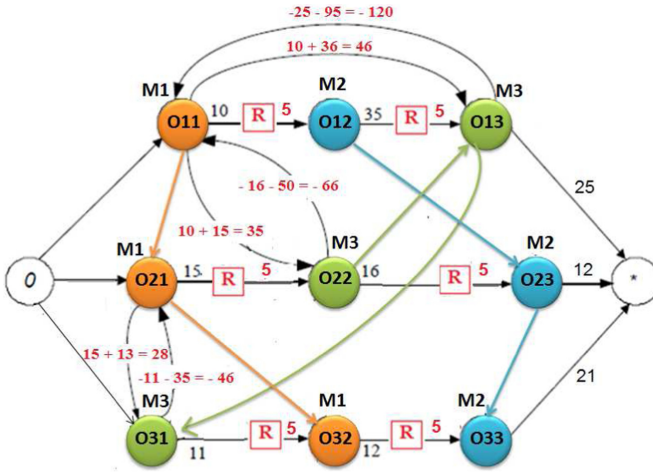 -25 - 95 = - 120
10 + 36 = 46
M1 M2 M3
O11 10 R 5 O12 35 R 5 O13
- 16 - 50 = - 66
25
10 + 15 = 35
M1 M3 M2
O O21 15 R 5 O22 16 R 5 O23 12 *
15 + 13 = 28
-11 - 35 = - 46
21
M3 M1 M2
O31 11 R 5 O32 12 R 5 O33